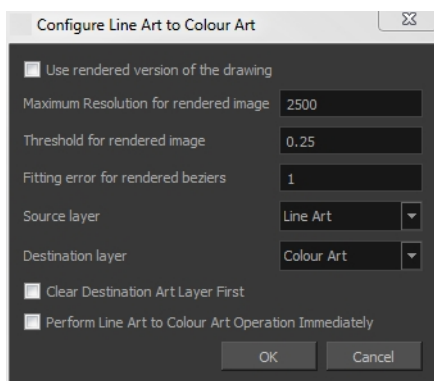 Configure Line Art to Colour Art
Use rendered version of the drawing
Maximum Resolution for rendered image 2500
Threshold for rendered image 0.25
Fitting error for rendered beziers 1
Source layer Line Art
Destination layer Colour Art
Clear Destination Art Layer First
Perform Line Art to Colour Art Operation Immediately
OK Cancel